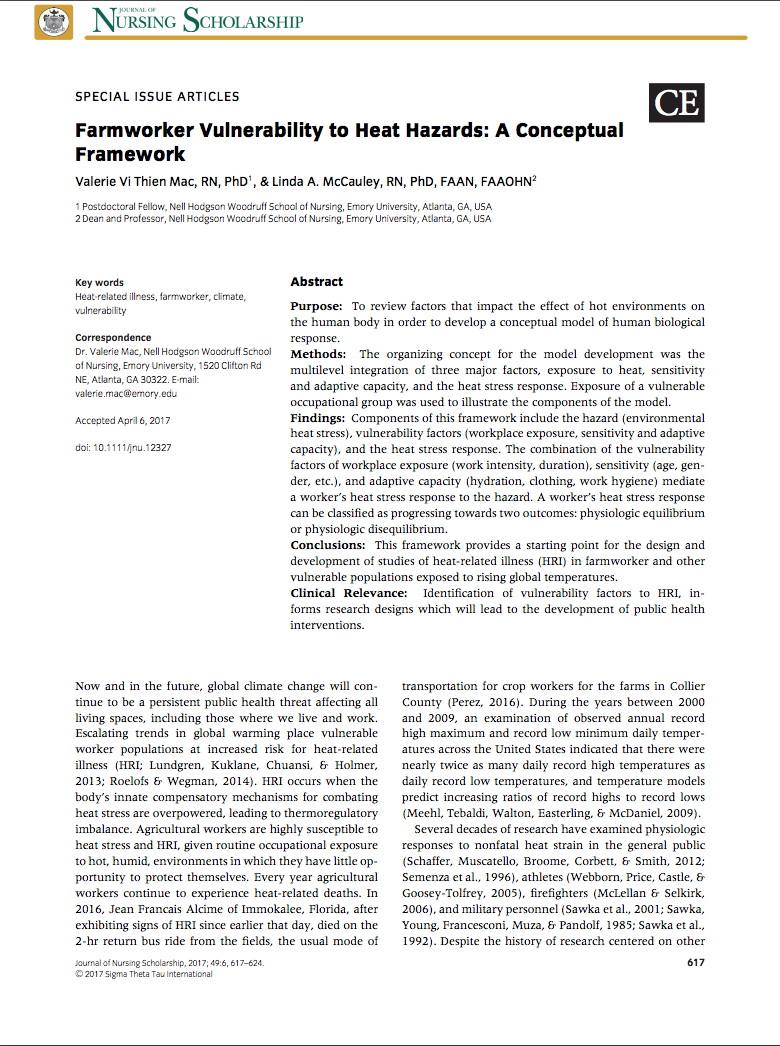 JOURNAL OF
NURSING SCHOLARSHIP
SPECIAL ISSUE ARTICLES
CE
Farmworker Vulnerability to Heat Hazards: A Conceptual
Framework
Valerie Vi Thien Mac, RN, PhD1, & Linda A. McCauley, RN, PhD, FAAN, FAAOHN2
1 Postdoctoral Fellow, Nell Hodgson Woodruff School of Nursing, Emory University, Atlanta, GA, USA
2 Dean and Professor, Nell Hodgson Woodruff School of Nursing, Emory University, Atlanta, GA, USA
Key words
Heat-related illness, farmworker, climate,
vulnerability
Correspondence
Dr. Valerie Mac, Nell Hodgson Woodruff School
of Nursing, Emory University, 1520 Clifton Rd
NE, Atlanta, GA 30322. E-mail:
valerie.mac@emory.edu
Accepted April 6, 2017
doi: 10.1111/jnu.12327
Abstract
Purpose: To review factors that impact the effect of hot environments on
the human body in order to develop a conceptual model of human biological
response.
Methods: The organizing concept for the model development was the
multilevel integration of three major factors, exposure to heat, sensitivity
and adaptive capacity, and the heat stress response. Exposure of a vulnerable
occupational group was used to illustrate the components of the model.
Findings: Components of this framework include the hazard (environmental
heat stress), vulnerability factors (workplace exposure, sensitivity and adaptive
capacity), and the heat stress response. The combination of the vulnerability
factors of workplace exposure (work intensity, duration), sensitivity (age, gen-
der, etc.), and adaptive capacity (hydration, clothing, work hygiene) mediate
a worker's heat stress response to the hazard. A worker's heat stress response
can be classified as progressing towards two outcomes: physiologic equilibrium
or physiologic disequilibrium.
Conclusions: This framework provides a starting point for the design and
development of studies of heat-related illness (HRI) in farmworker and other
vulnerable populations exposed to rising global temperatures.
Clinical Relevance: Identification of vulnerability factors to HRI, in-
forms research designs which will lead to the development of public health
interventions.
Now and in the future, global climate change will con-
tinue to be a persistent public health threat affecting all
living spaces, including those where we live and work.
Escalating trends in global warming place vulnerable
worker populations at increased risk for heat-related
illness (HRI; Lundgren, Kuklane, Chuansi, & Holmer,
2013; Roelofs & Wegman, 2014). HRI occurs when the
body's innate compensatory mechanisms for combating
heat stress are overpowered, leading to thermoregulatory
imbalance. Agricultural workers are highly susceptible to
heat stress and HRI, given routine occupational exposure
to hot, humid, environments in which they have little op-
portunity to protect themselves. Every year agricultural
workers continue to experience heat-related deaths. In
2016, Jean Francais Alcime of Immokalee, Florida, after
exhibiting signs of HRI since earlier that day, died on the
2-hr return bus ride from the fields, the usual mode of
transportation for crop workers for the farms in Collier
County (Perez, 2016). During the years between 2000
and 2009, an examination of observed annual record
high maximum and record low minimum daily temper-
atures across the United States indicated that there were
nearly twice as many daily record high temperatures as
daily record low temperatures, and temperature models
predict increasing ratios of record highs to record lows
(Meehl, Tebaldi, Walton, Easterling, & McDaniel, 2009).
Several decades of research have examined physiologic
responses to nonfatal heat strain in the general public
(Schaffer, Muscatello, Broome, Corbett, & Smith, 2012;
Semenza et al., 1996), athletes (Webborn, Price, Castle, &
Goosey-Tolfrey, 2005), firefighters (McLellan & Selkirk,
2006), and military personnel (Sawka et al., 2001; Sawka,
Young, Francesconi, Muza, & Pandolf, 1985; Sawka et al.,
1992). Despite the history of research centered on other
Journal of Nursing Scholarship, 2017; 49:6, 617–624.
© 2017 Sigma Theta Tau International
617